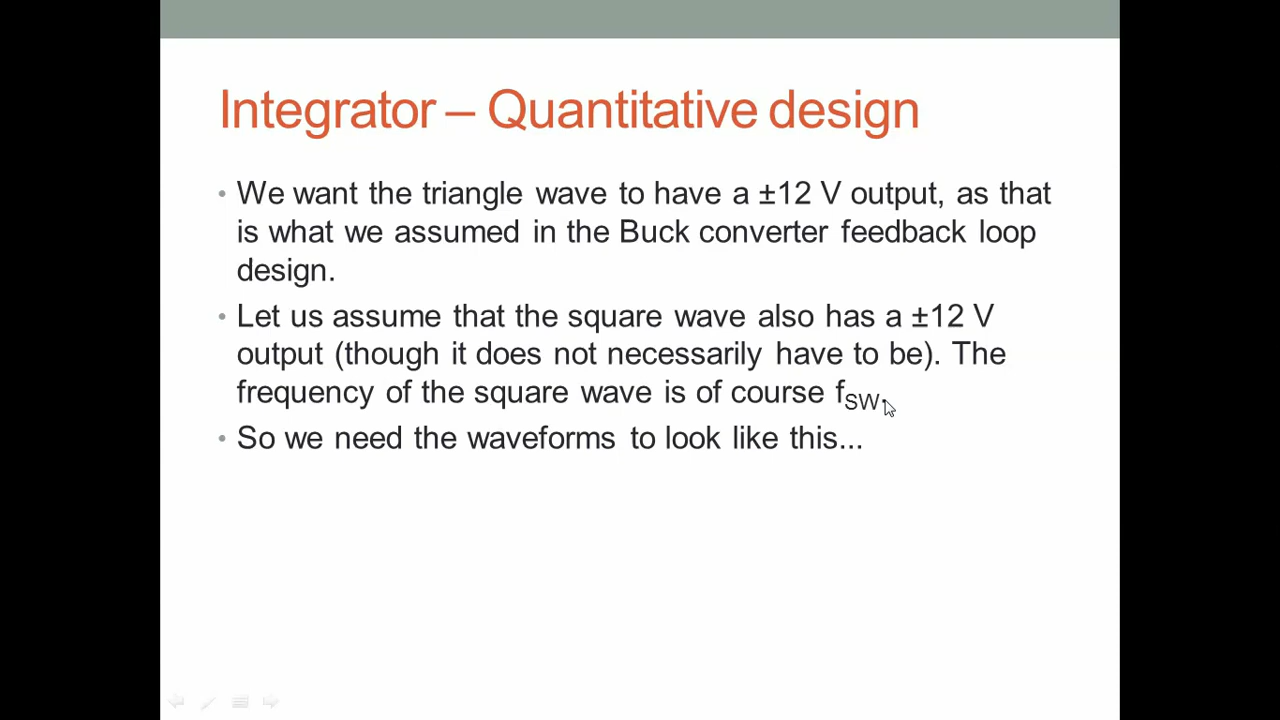 Integrator – Quantitative design
• We want the triangle wave to have a ±12 V output, as that
is what we assumed in the Buck converter feedback loop
design.
• Let us assume that the square wave also has a ±12 V
output (though it does not necessarily have to be). The
frequency of the square wave is of course fSW.
• So we need the waveforms to look like this...